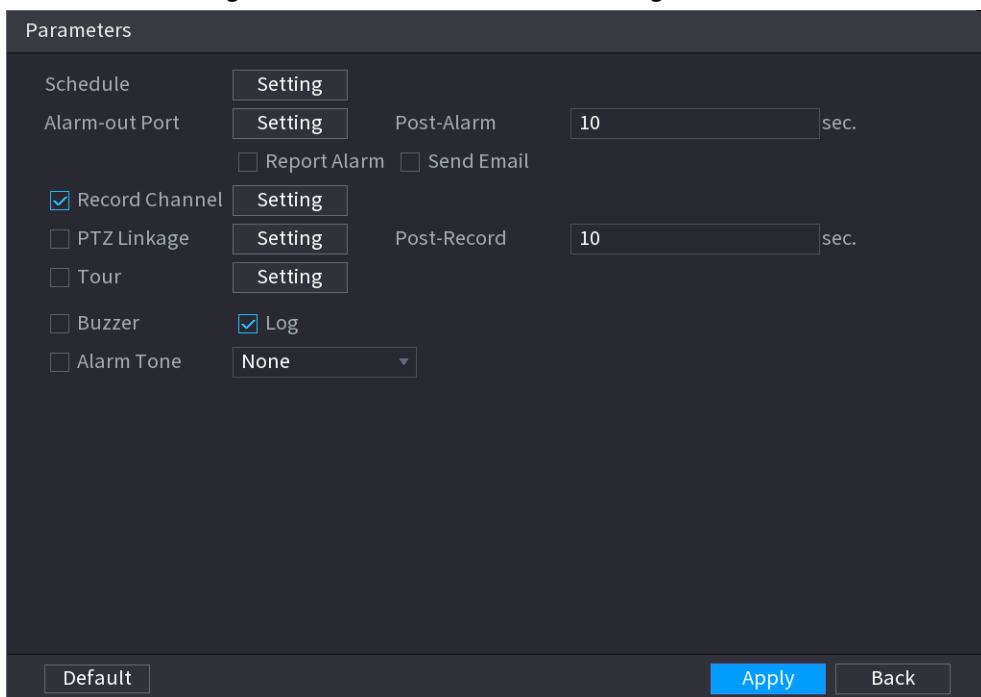 Parameters
Schedule Setting
Alarm-out Port Setting Post-Alarm 10 sec.
Report Alarm Send Email
Record Channel Setting
PTZ Linkage Setting Post-Record 10 sec.
Tour Setting
Buzzer Log
Alarm Tone None
Default Apply Back